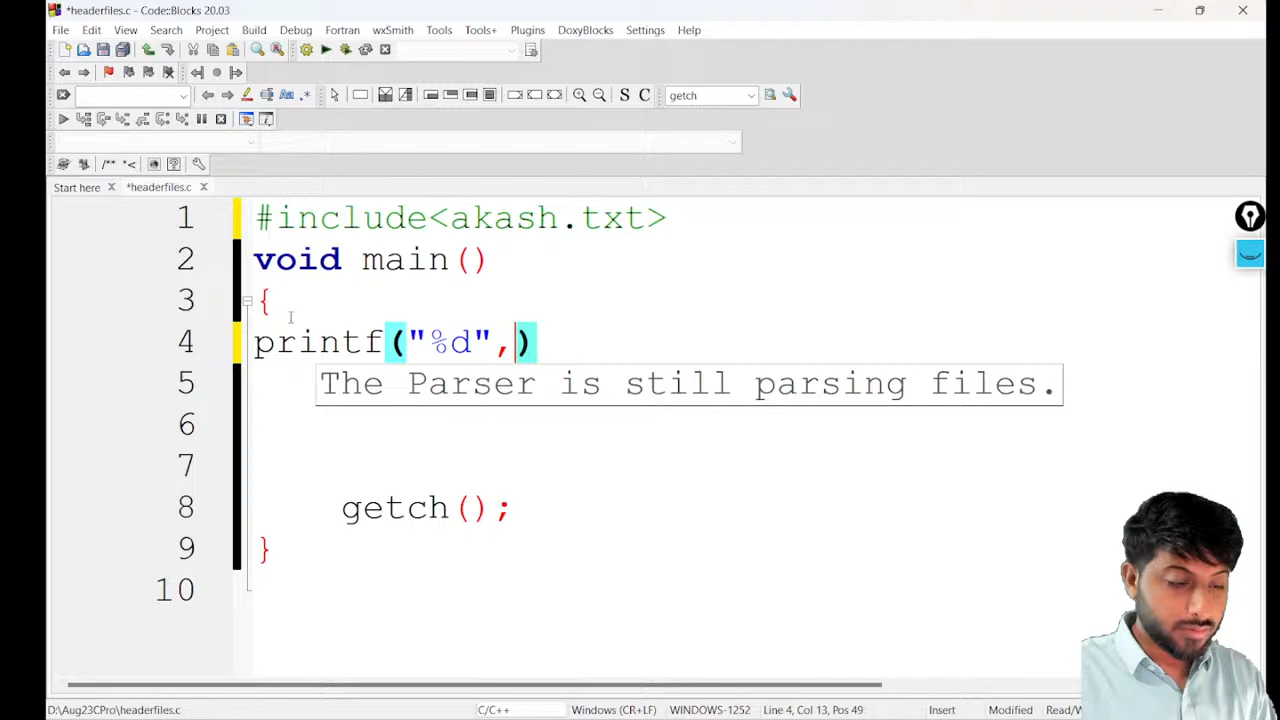 *headerfiles.c - Code::Blocks 20.03
File Edit View Search Project Build Debug Fortran wxSmith Tools Tools+ Plugins DoxyBlocks Settings Help
S C getch
/** *<
Start here *headerfiles.c
1 #include<akash.txt>
2 void main()
3 {
4 printf("%d",)
5 The Parser is still parsing files.
6
7
8 getch();
9 }
10
D:\Aug23CPro\headerfiles.c C/C++ Windows (CR+LF) WINDOWS-1252 Line 4, Col 13, Pos 49 Insert Modified Read/W